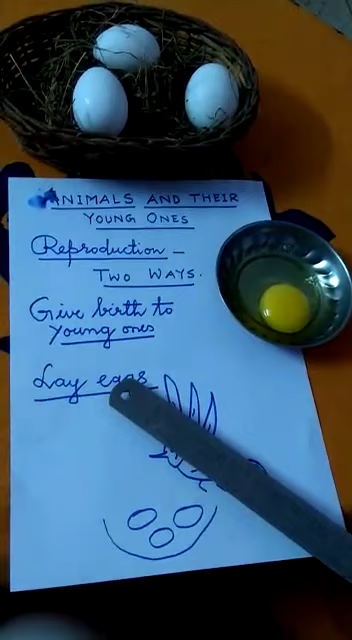 ANIMALS AND THEIR
YOUNG ONES
Reproduction -
TWO WAYS.
Give birth to
young ones
Lay eggs